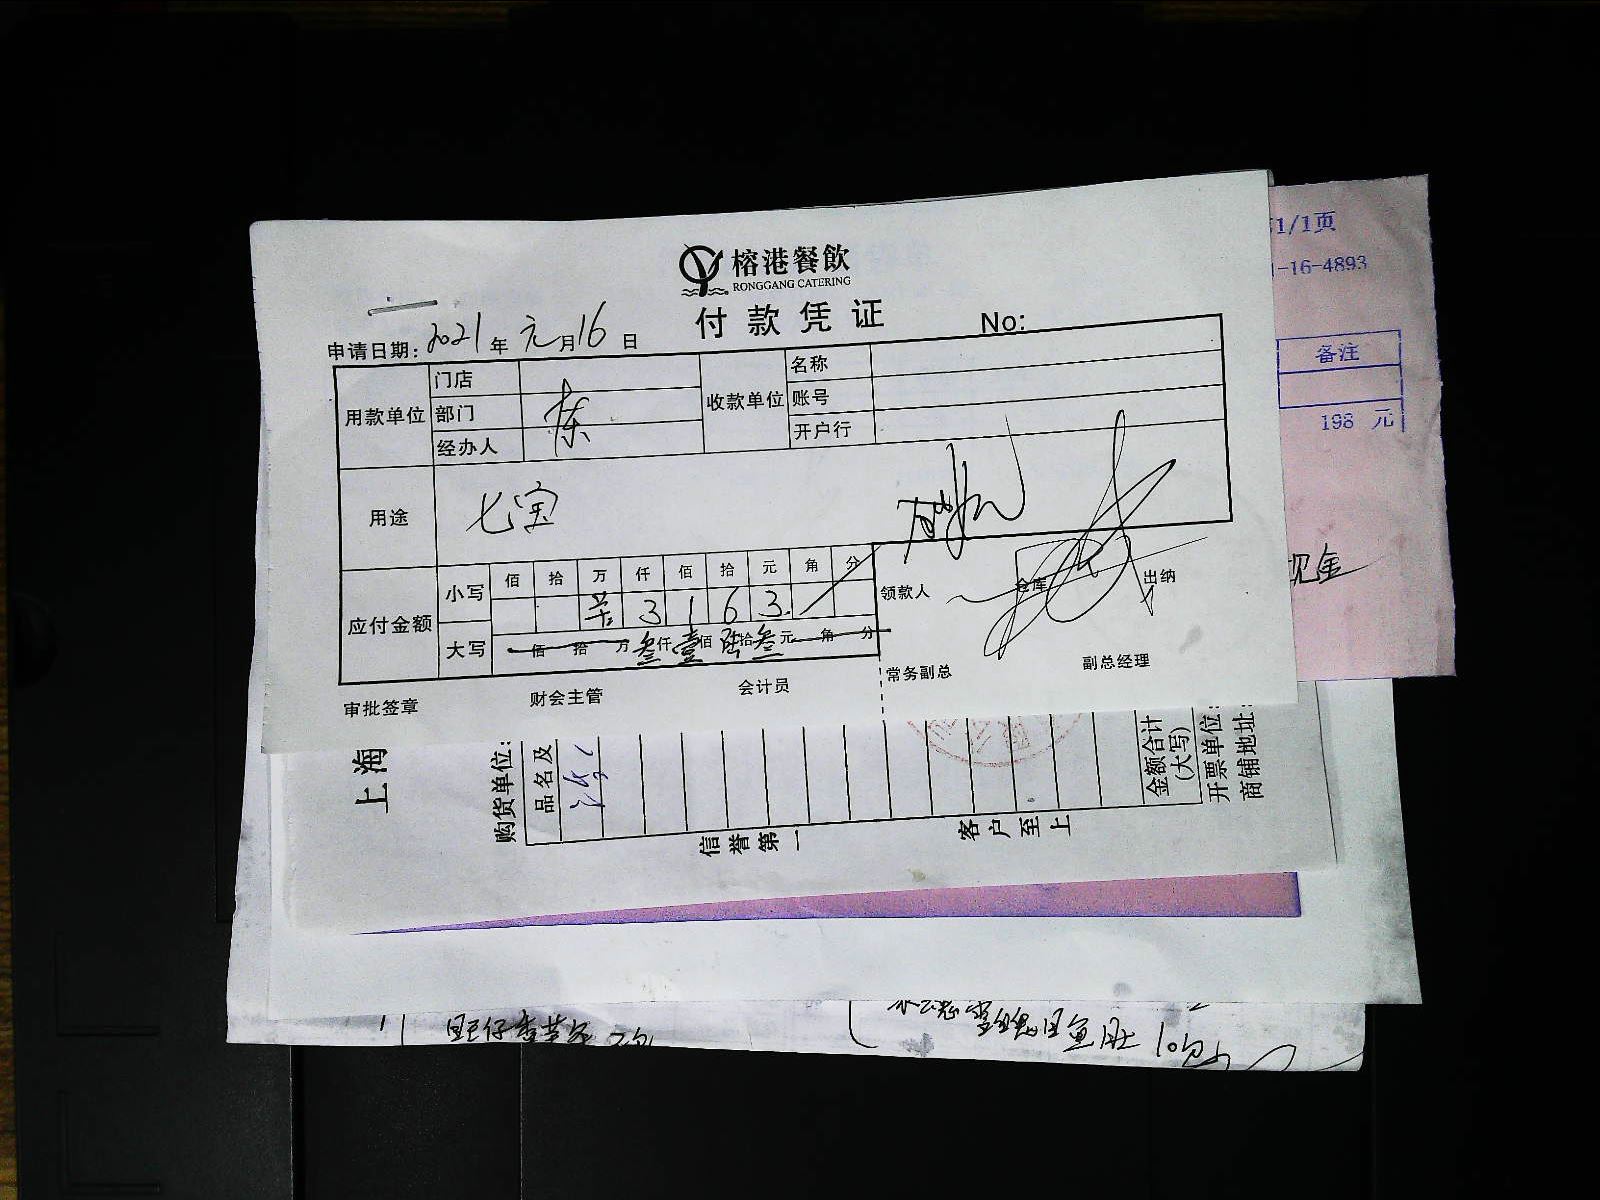 榕港餐飲
RONGGANG CATERING
付款凭证
No:
申请日期: 2021 年 元 月 16 日
用款单位 门店
部门
经办人 陈
收款单位 名称
账号
开户行
用途 七宝
应付金额 小写 佰 拾 万 仟 佰 拾 元 角 分
3 1 6 3
大写 佰 拾 万 叁仟 壹佰 陆拾 叁元 角 分
领款人 仓库 出纳
审批签章 财会主管 会计员 常务副总 副总经理
1/1页
-16-4893
备注
198 元
现金
上海
购货单位:
品名及
信誉第一
客户至上
金额合计
(大写)
开票单位:
商铺地址: